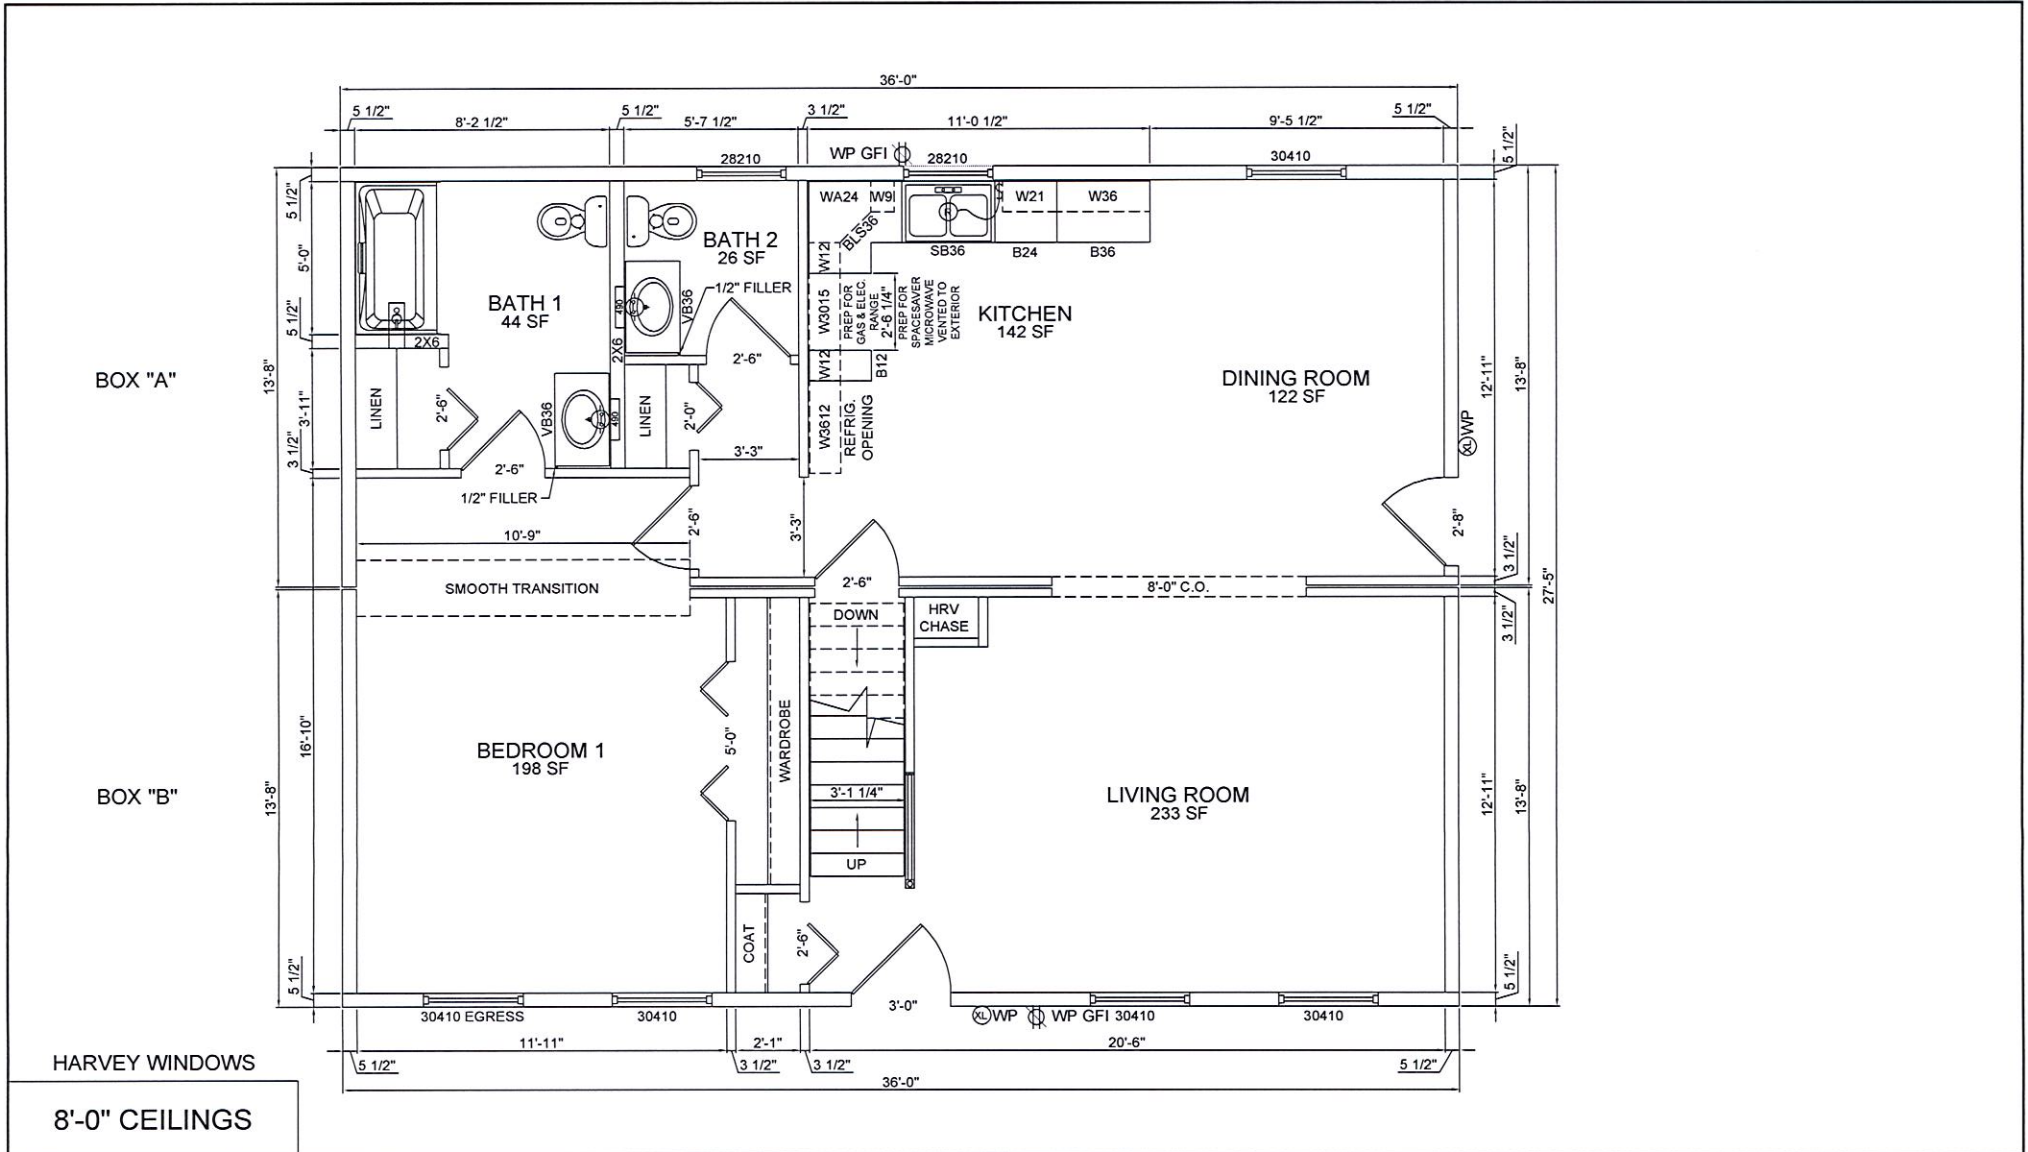 36'-0"
5 1/2"
8'-2 1/2"
5 1/2"
5'-7 1/2"
3 1/2"
11'-0 1/2"
9'-5 1/2"
5 1/2"
5 1/2"
28210
WP GFI
28210
30410
5 1/2"
5'-0"
5 1/2"
3'-11"
3 1/2"
13'-8"
BATH 1
44 SF
2X6
LINEN
2'-6"
2'-6"
VB36
1/2" FILLER
BATH 2
26 SF
1/2" FILLER
VB36
2X6
LINEN
2'-0"
2'-6"
3'-3"
WA24
W9
BLS36
W12
W3015
PREP FOR
GAS & ELEC.
RANGE
2'-6 1/4"
PREP FOR
SPACESAVER
MICROWAVE
VENTED TO
EXTERIOR
W12
B12
W3612
REFRIG.
OPENING
SB36
W21
B24
W36
B36
KITCHEN
142 SF
DINING ROOM
122 SF
XL WP
12'-11"
13'-8"
2'-8"
3 1/2"
27'-5"
BOX "A"
10'-9"
2'-6"
3'-3"
SMOOTH TRANSITION
2'-6"
8'-0" C.O.
DOWN
HRV
CHASE
3 1/2"
16'-10"
BEDROOM 1
198 SF
5'-0"
WARDROBE
3'-1 1/4"
UP
LIVING ROOM
233 SF
12'-11"
13'-8"
BOX "B"
13'-8"
COAT
2'-6"
5 1/2"
5 1/2"
3'-0"
30410 EGRESS
30410
XL WP
WP GFI
30410
30410
11'-11"
2'-1"
20'-6"
5 1/2"
3 1/2"
3 1/2"
5 1/2"
36'-0"
HARVEY WINDOWS
8'-0" CEILINGS